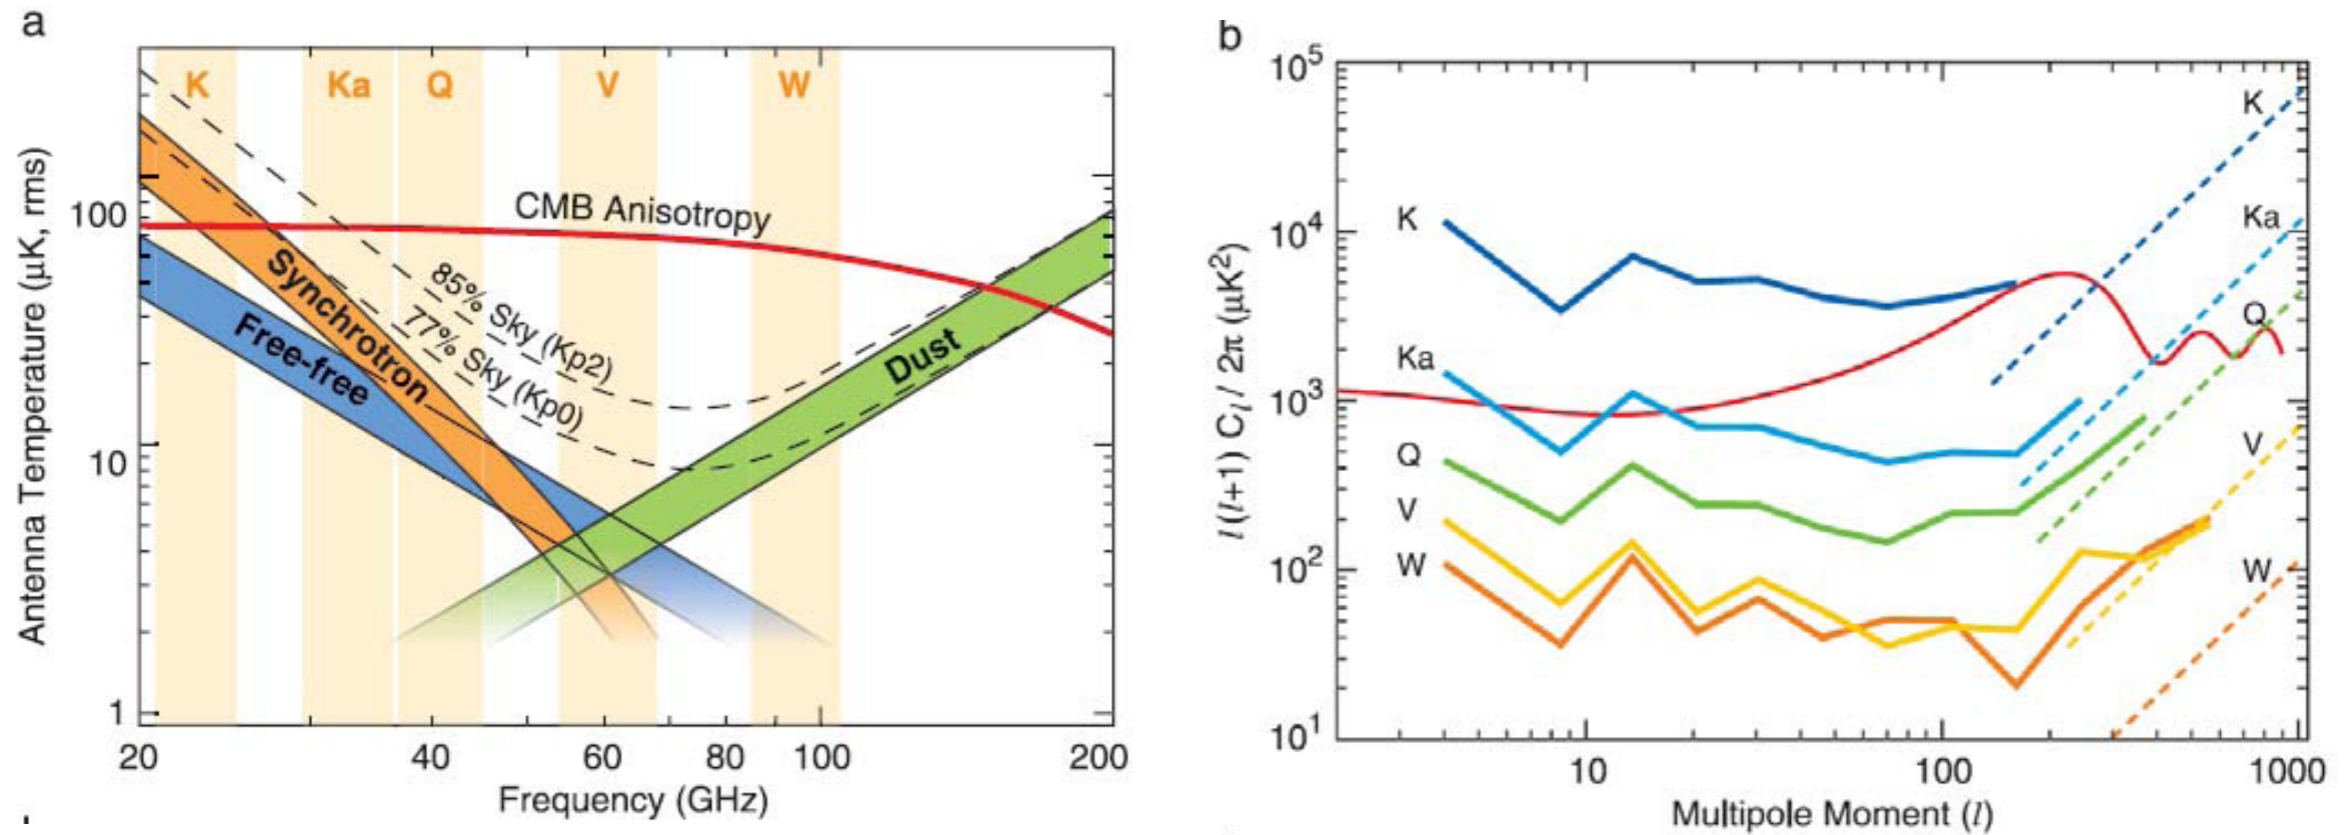 a
K Ka Q V W
CMB Anisotropy
85% Sky (Kp2)
77% Sky (Kp0)
Synchrotron
Free-free
Dust
Antenna Temperature (μK, rms)
100
10
1
20 40 60 80 100 200
Frequency (GHz)
b
K
Ka
Q
V
W
K
Ka
Q
V
W
l (l+1) Cl / 2π (μK²)
10⁵
10⁴
10³
10²
10¹
10 100 1000
Multipole Moment (l)